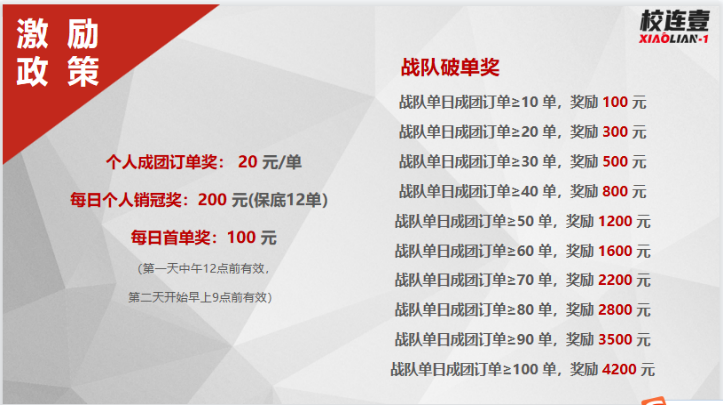 激 励
政 策
校连壹
XIAOLIAN-1
个人成团订单奖： 20 元/单
每日个人销冠奖：200 元(保底12单)
每日首单奖：100 元
（第一天中午12点前有效，
第二天开始早上9点前有效）
战队破单奖
战队单日成团订单≥10 单，奖励 100 元
战队单日成团订单≥20 单，奖励 300 元
战队单日成团订单≥30 单，奖励 500 元
战队单日成团订单≥40 单，奖励 800 元
战队单日成团订单≥50 单，奖励 1200 元
战队单日成团订单≥60 单，奖励 1600 元
战队单日成团订单≥70 单，奖励 2200 元
战队单日成团订单≥80 单，奖励 2800 元
战队单日成团订单≥90 单，奖励 3500 元
战队单日成团订单≥100 单，奖励 4200 元